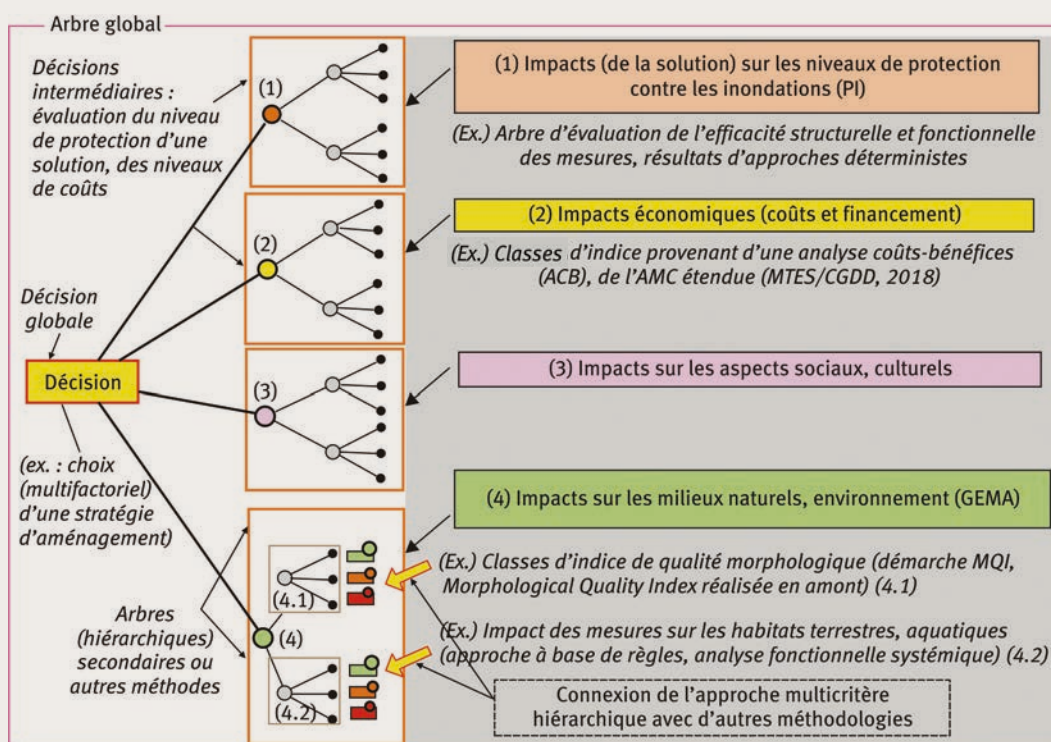 Arbre global
Décisions
intermédiaires :
évaluation du niveau
de protection d'une
solution, des niveaux
de coûts
(1)
(1) Impacts (de la solution) sur les niveaux de protection
contre les inondations (PI)
(Ex.) Arbre d'évaluation de l'efficacité structurelle et fonctionnelle
des mesures, résultats d'approches déterministes
(2)
(2) Impacts économiques (coûts et financement)
(Ex.) Classes d'indice provenant d'une analyse coûts-bénéfices
(ACB), de l'AMC étendue (MTES/CGDD, 2018)
Décision
globale
Décision
(3)
(3) Impacts sur les aspects sociaux, culturels
(ex. : choix
(multifactoriel)
d'une stratégie
d'aménagement)
(4) Impacts sur les milieux naturels, environnement (GEMA)
(Ex.) Classes d'indice de qualité morphologique (démarche MQI,
Morphological Quality Index réalisée en amont) (4.1)
(4.1)
Arbres
(hiérarchiques)
secondaires ou
autres méthodes
(4)
(Ex.) Impact des mesures sur les habitats terrestres, aquatiques
(approche à base de règles, analyse fonctionnelle systémique) (4.2)
(4.2)
Connexion de l'approche multicritère
hiérarchique avec d'autres méthodologies